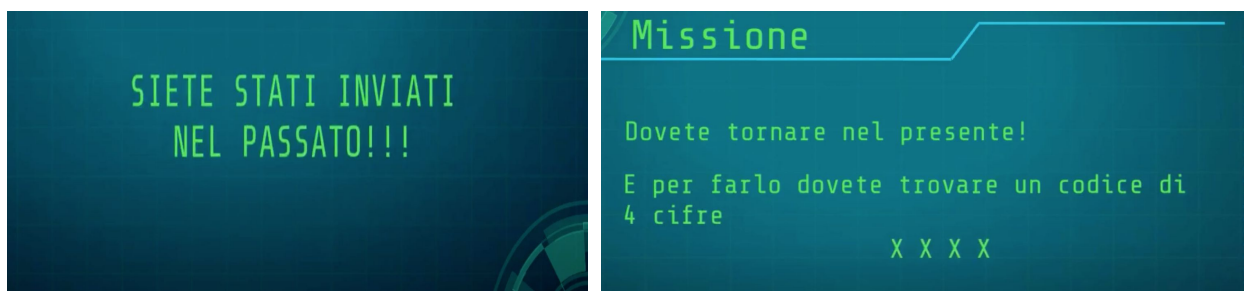 SIETE STATI INVIATI
NEL PASSATO!!!
Missione
Dovete tornare nel presente!
E per farlo dovete trovare un codice di
4 cifre
X X X X